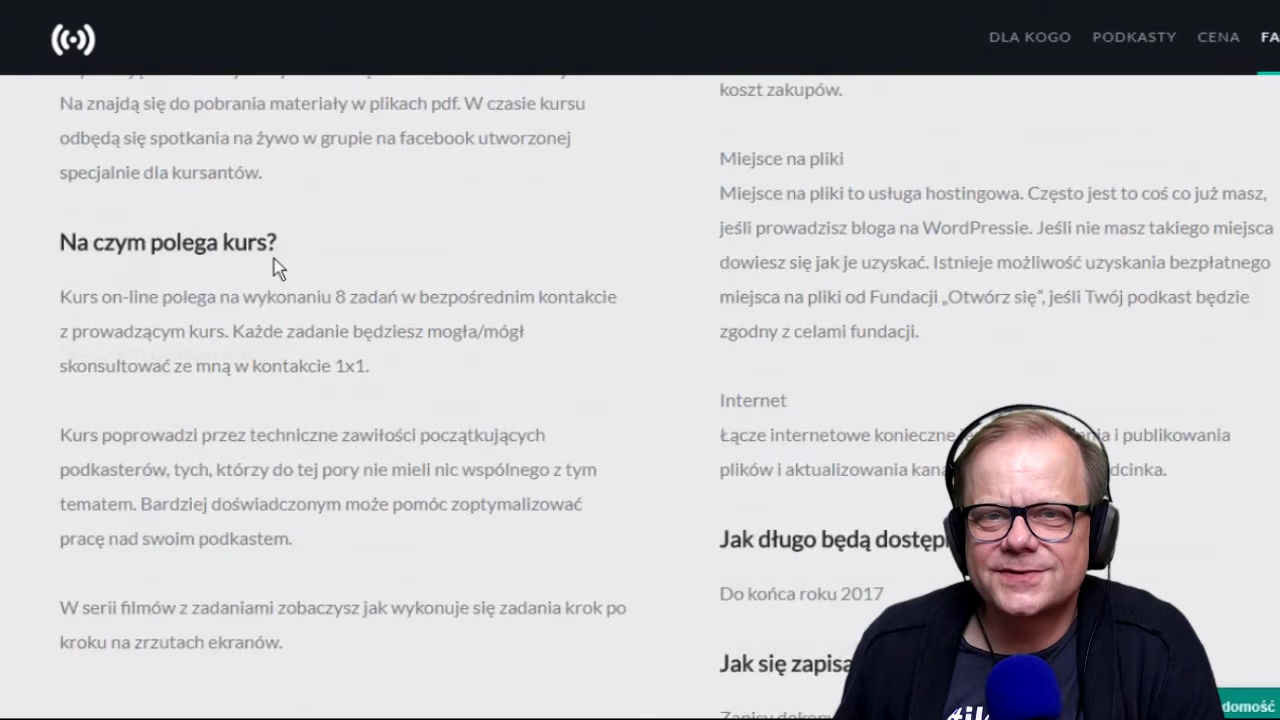 DLA KOGO PODKASTY CENA FA
Na znajdą się do pobrania materiały w plikach pdf. W czasie kursu
odbędą się spotkania na żywo w grupie na facebook utworzonej
specjalnie dla kursantów.
Na czym polega kurs?
Kurs on-line polega na wykonaniu 8 zadań w bezpośrednim kontakcie
z prowadzącym kurs. Każde zadanie będziesz mogła/mógł
skonsultować ze mną w kontakcie 1x1.
Kurs poprowadzi przez techniczne zawiłości początkujących
podkasterów, tych, którzy do tej pory nie mieli nic wspólnego z tym
tematem. Bardziej doświadczonym może pomóc zoptymalizować
pracę nad swoim podkastem.
W serii filmów z zadaniami zobaczysz jak wykonuje się zadania krok po
kroku na zrzutach ekranów.
koszt zakupów.
Miejsce na pliki
Miejsce na pliki to usługa hostingowa. Często jest to coś co już masz,
jeśli prowadzisz bloga na WordPressie. Jeśli nie masz takiego miejsca
dowiesz się jak je uzyskać. Istnieje możliwość uzyskania bezpłatnego
miejsca na pliki od Fundacji „Otwórz się”, jeśli Twój podkast będzie
zgodny z celami fundacji.
Internet
Łącze internetowe konieczne i publikowania
plików i aktualizowania dcinka.
Jak długo będą
Do końca roku 2017
Jak się
Zapisy
domość